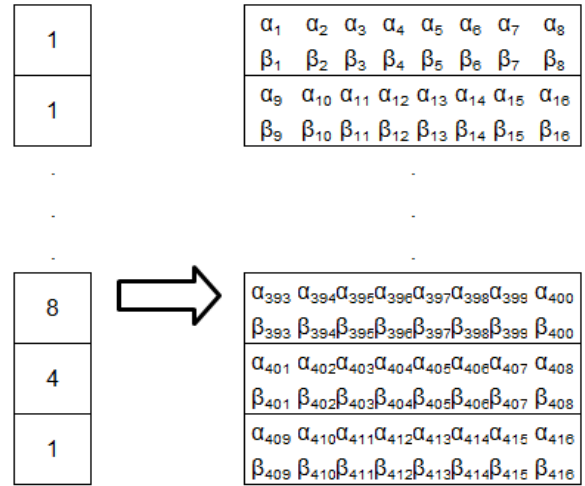 1
α₁ α₂ α₃ α₄ α₅ α₆ α₇ α₈
β₁ β₂ β₃ β₄ β₅ β₆ β₇ β₈
1
α₉ α₁₀ α₁₁ α₁₂ α₁₃ α₁₄ α₁₅ α₁₆
β₉ β₁₀ β₁₁ β₁₂ β₁₃ β₁₄ β₁₅ β₁₆
. .
. .
. .
8
α₃₉₃ α₃₉₄ α₃₉₅ α₃₉₆ α₃₉₇ α₃₉₈ α₃₉₉ α₄₀₀
β₃₉₃ β₃₉₄ β₃₉₅ β₃₉₆ β₃₉₇ β₃₉₈ β₃₉₉ β₄₀₀
4
α₄₀₁ α₄₀₂ α₄₀₃ α₄₀₄ α₄₀₅ α₄₀₆ α₄₀₇ α₄₀₈
β₄₀₁ β₄₀₂ β₄₀₃ β₄₀₄ β₄₀₅ β₄₀₆ β₄₀₇ β₄₀₈
1
α₄₀₉ α₄₁₀ α₄₁₁ α₄₁₂ α₄₁₃ α₄₁₄ α₄₁₅ α₄₁₆
β₄₀₉ β₄₁₀ β₄₁₁ β₄₁₂ β₄₁₃ β₄₁₄ β₄₁₅ β₄₁₆